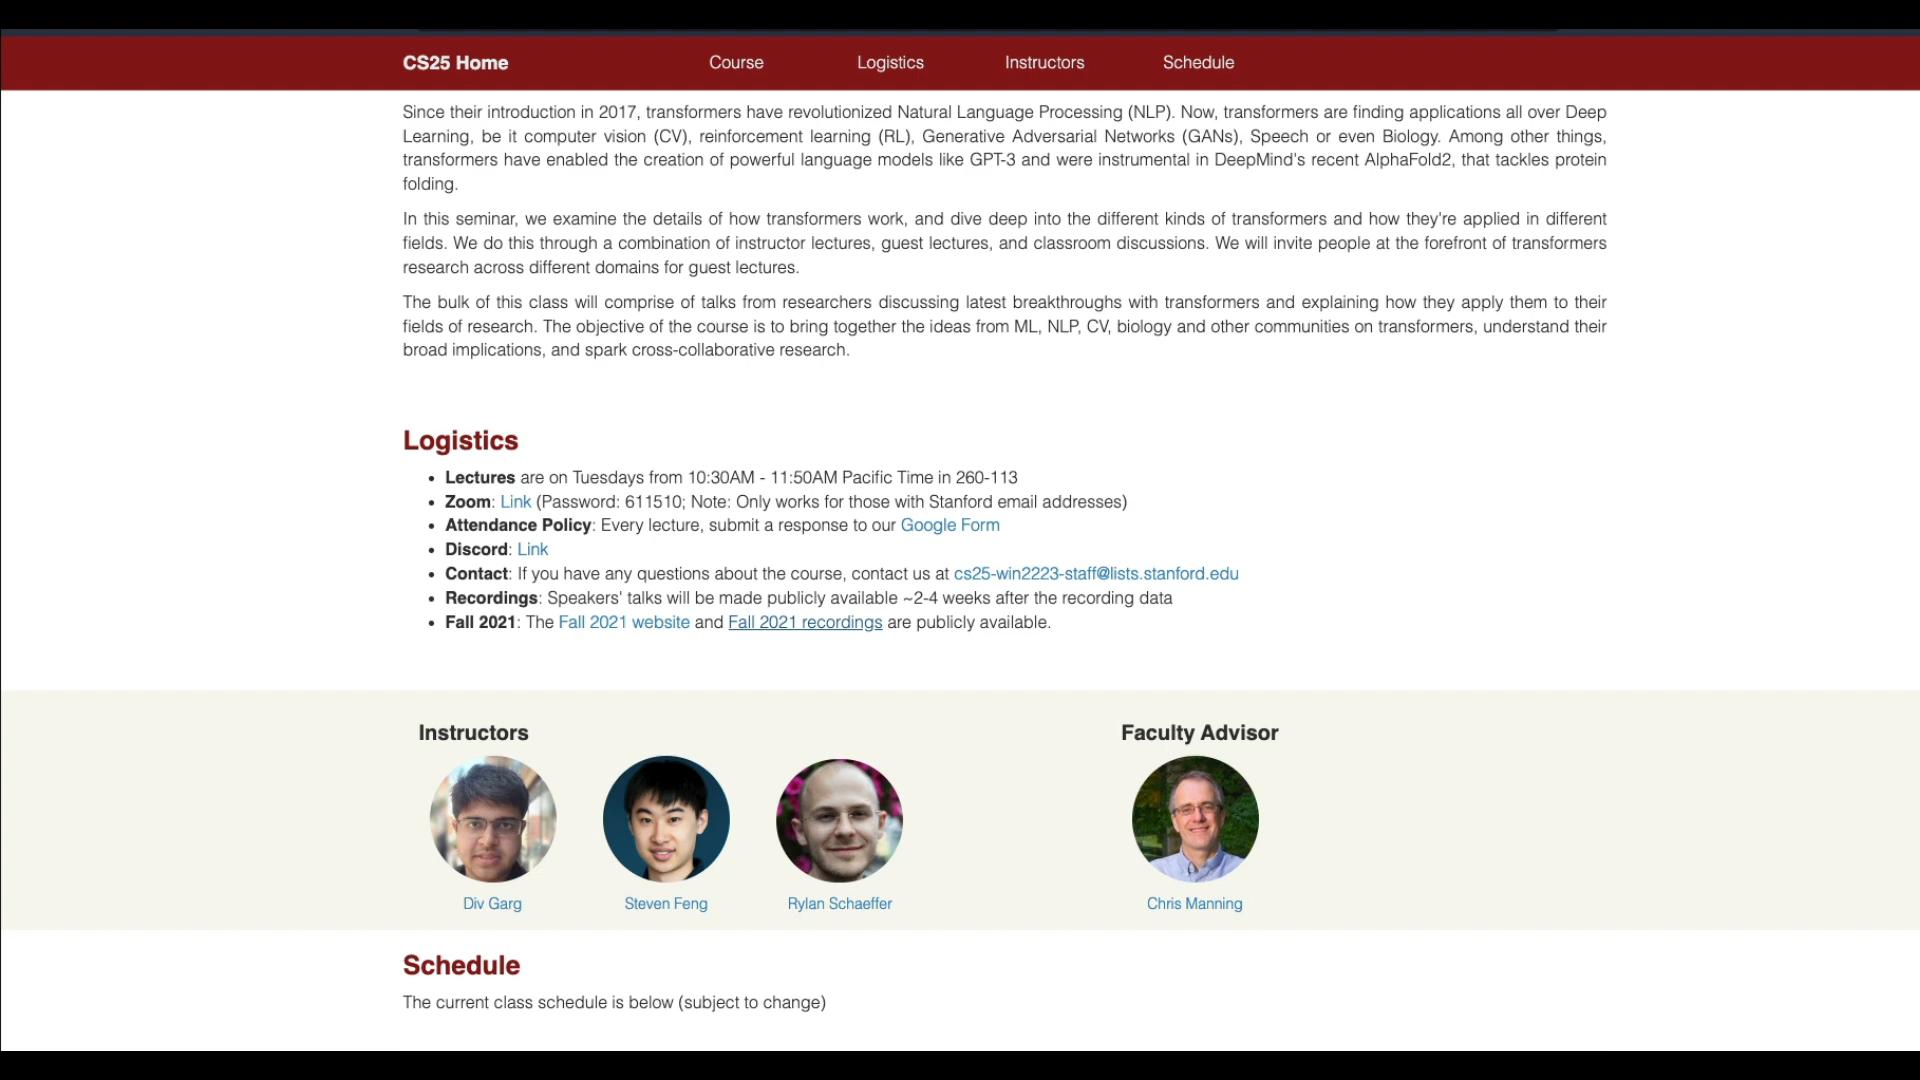 CS25 Home Course Logistics Instructors Schedule
Since their introduction in 2017, transformers have revolutionized Natural Language Processing (NLP). Now, transformers are finding applications all over Deep
Learning, be it computer vision (CV), reinforcement learning (RL), Generative Adversarial Networks (GANs), Speech or even Biology. Among other things,
transformers have enabled the creation of powerful language models like GPT-3 and were instrumental in DeepMind's recent AlphaFold2, that tackles protein
folding.
In this seminar, we examine the details of how transformers work, and dive deep into the different kinds of transformers and how they're applied in different
fields. We do this through a combination of instructor lectures, guest lectures, and classroom discussions. We will invite people at the forefront of transformers
research across different domains for guest lectures.
The bulk of this class will comprise of talks from researchers discussing latest breakthroughs with transformers and explaining how they apply them to their
fields of research. The objective of the course is to bring together the ideas from ML, NLP, CV, biology and other communities on transformers, understand their
broad implications, and spark cross-collaborative research.
Logistics
• Lectures are on Tuesdays from 10:30AM - 11:50AM Pacific Time in 260-113
• Zoom: Link (Password: 611510; Note: Only works for those with Stanford email addresses)
• Attendance Policy: Every lecture, submit a response to our Google Form
• Discord: Link
• Contact: If you have any questions about the course, contact us at cs25-win2223-staff@lists.stanford.edu
• Recordings: Speakers' talks will be made publicly available ~2-4 weeks after the recording data
• Fall 2021: The Fall 2021 website and Fall 2021 recordings are publicly available.
Instructors Faculty Advisor
Div Garg Steven Feng Rylan Schaeffer Chris Manning
Schedule
The current class schedule is below (subject to change)